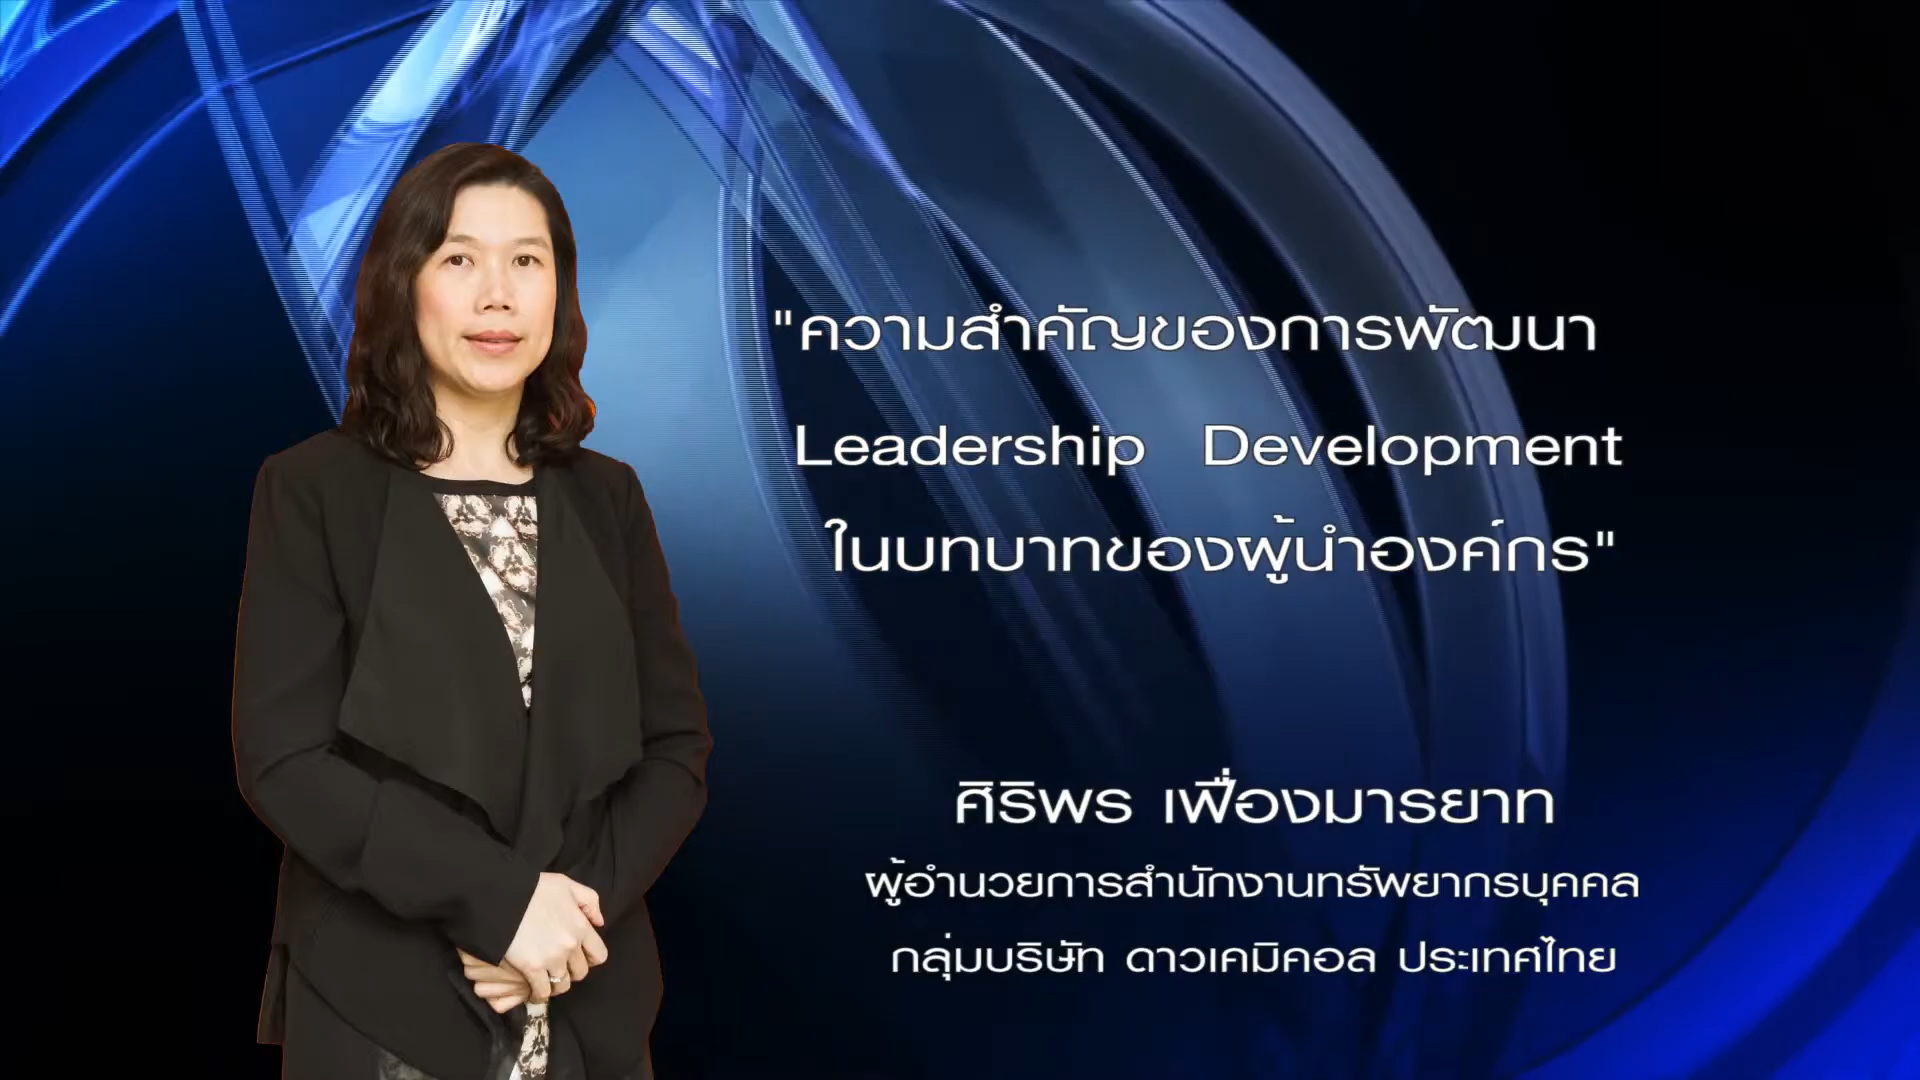 "ความสำคัญของการพัฒนา
Leadership Development
ในบทบาทของผู้นำองค์กร"
ศิริพร เฟื่องมารยาท
ผู้อำนวยการสำนักงานทรัพยากรบุคคล
กลุ่มบริษัท ดาวเคมิคอล ประเทศไทย